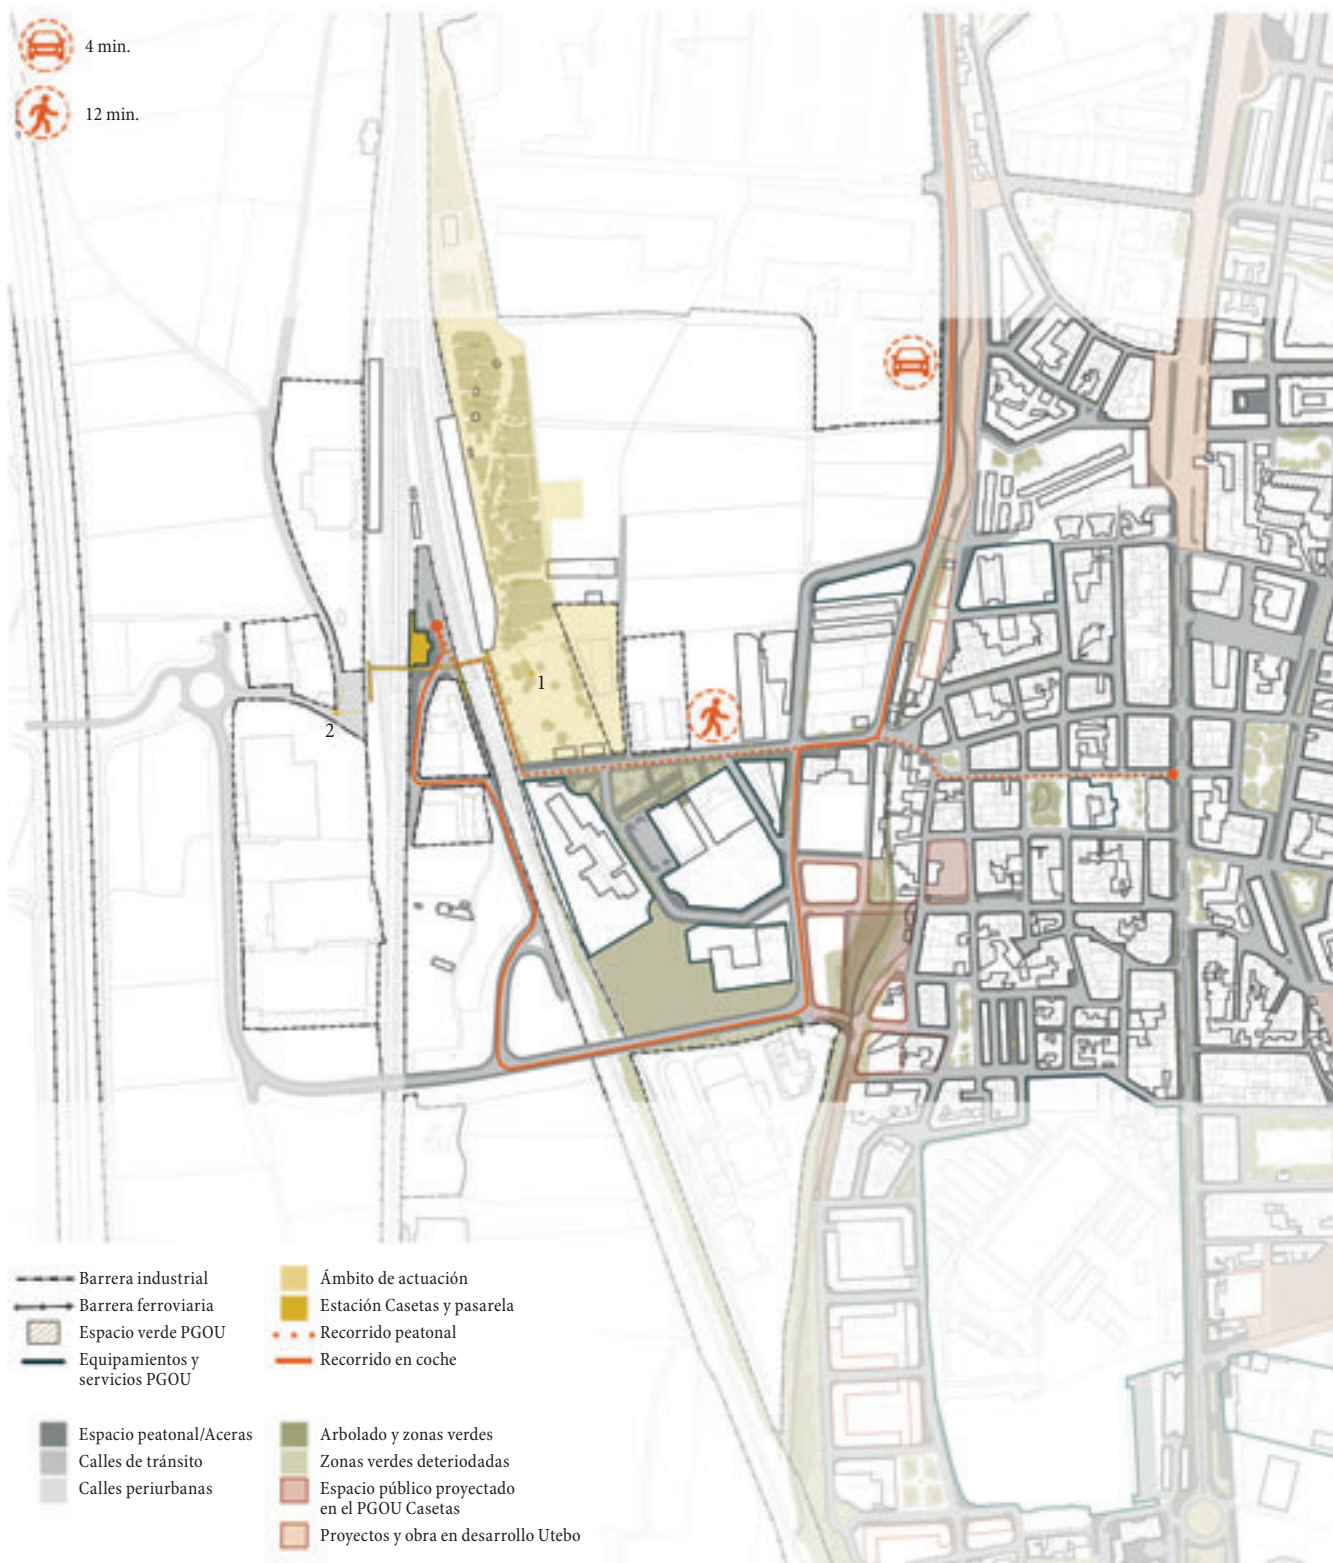 4 min.
12 min.
1
2
Barrera industrial
Barrera ferroviaria
Espacio verde PGOU
Equipamientos y
servicios PGOU
Ámbito de actuación
Estación Casetas y pasarela
Recorrido peatonal
Recorrido en coche
Espacio peatonal/Aceras
Calles de tránsito
Calles periurbanas
Arbolado y zonas verdes
Zonas verdes deteriodadas
Espacio público proyectado
en el PGOU Casetas
Proyectos y obra en desarrollo Utebo